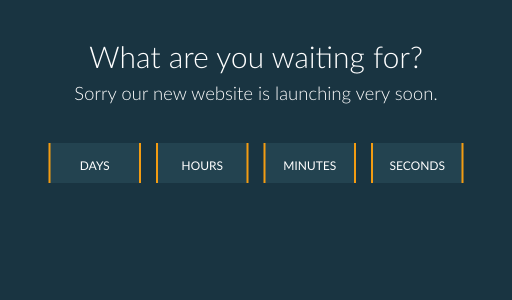 What are you waiting for?
Sorry our new website is launching very soon.
DAYS HOURS MINUTES SECONDS